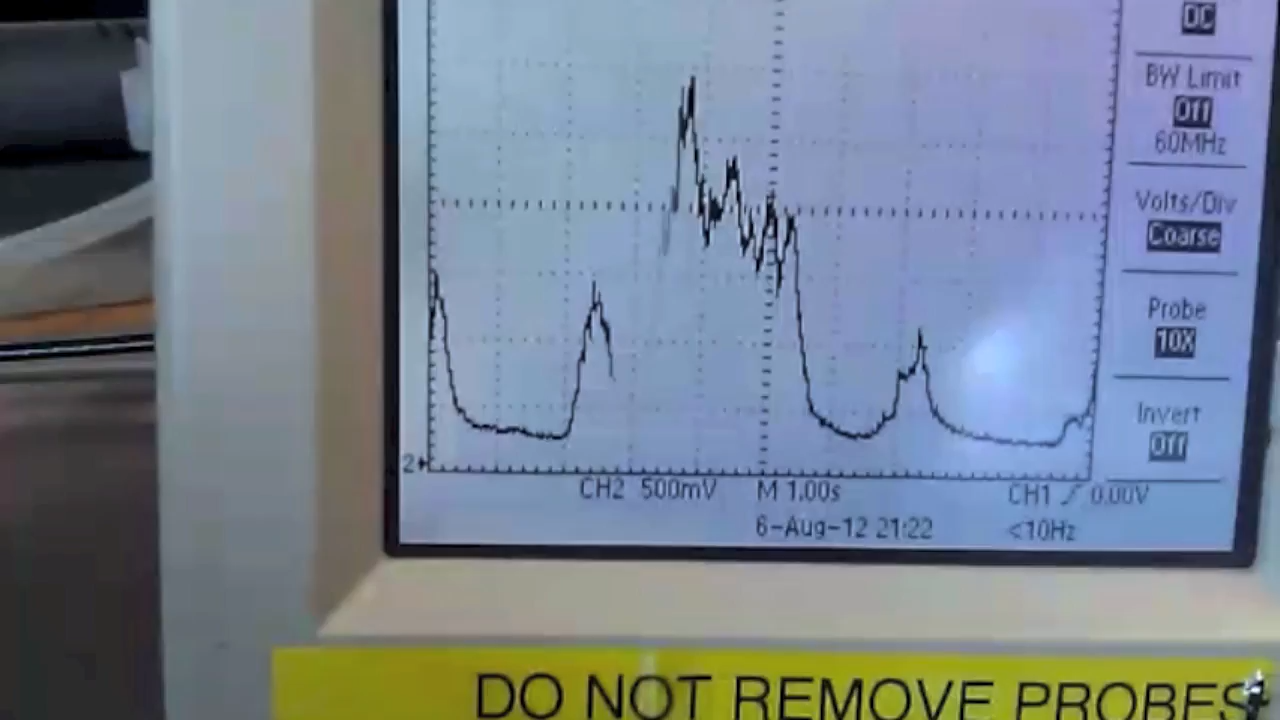 DC
BW Limit
Off
60MHz
Volts/Div
Coarse
Probe
10X
Invert
Off
2
CH2 500mV M 1.00s CH1 0.00V
6-Aug-12 21:22 <10Hz
DO NOT REMOVE PROBES